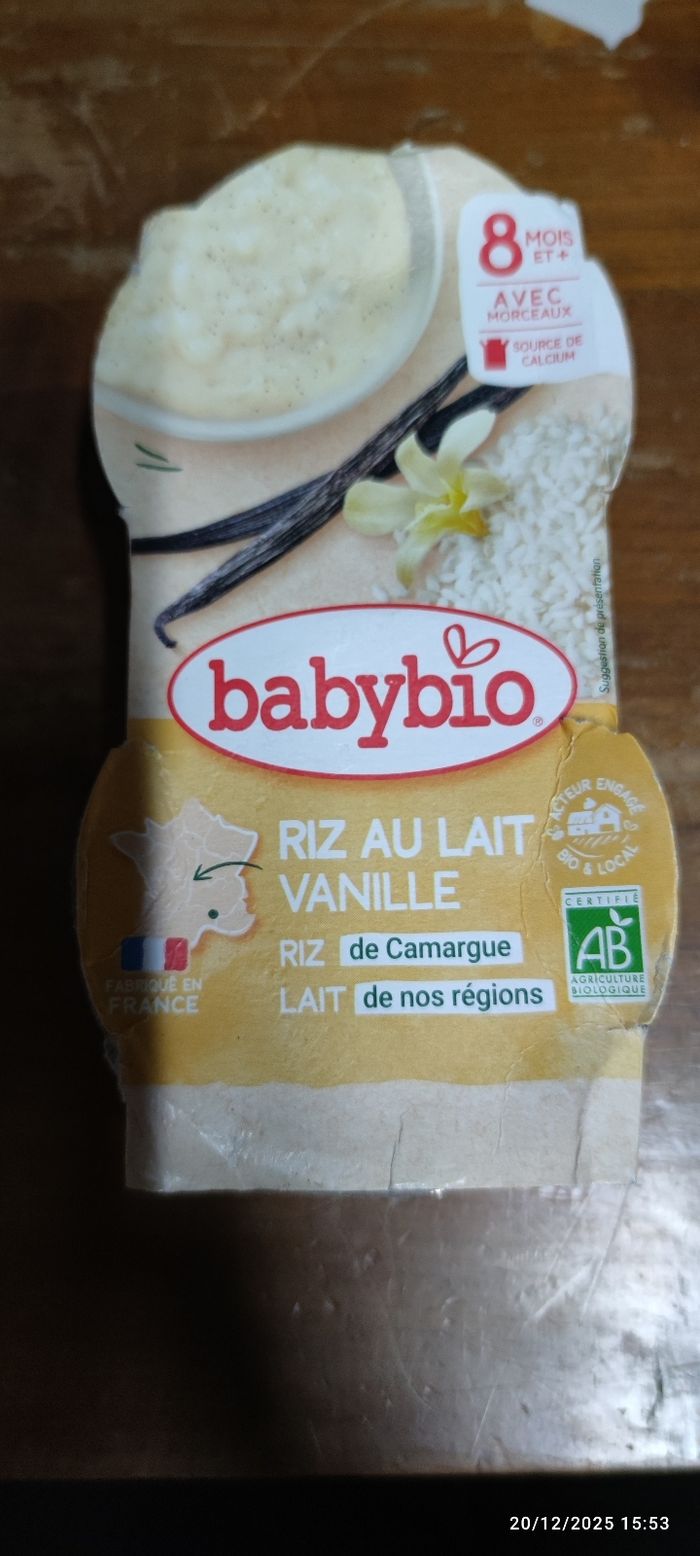 8 MOIS
ET +
AVEC
MORCEAUX
SOURCE DE
CALCIUM
Suggestion de présentation
babybio®
RIZ AU LAIT
VANILLE
RIZ de Camargue
LAIT de nos régions
FABRIQUÉ EN
FRANCE
ACTEUR ENGAGÉ
BIO & LOCAL
CERTIFIÉ
AB
AGRICULTURE
BIOLOGIQUE
20/12/2025 15:53